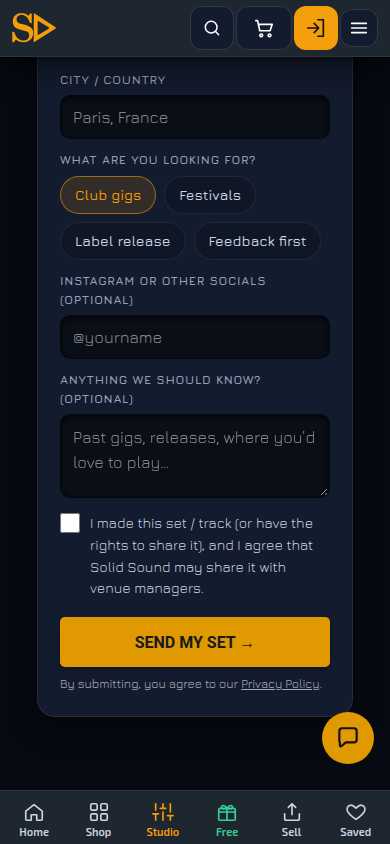 S
CITY / COUNTRY
Paris, France
WHAT ARE YOU LOOKING FOR?
Club gigs
Festivals
Label release
Feedback first
INSTAGRAM OR OTHER SOCIALS
(OPTIONAL)
@yourname
ANYTHING WE SHOULD KNOW?
(OPTIONAL)
Past gigs, releases, where you'd
love to play…
I made this set / track (or have the
rights to share it), and I agree that
Solid Sound may share it with
venue managers.
SEND MY SET →
By submitting, you agree to our Privacy Policy.
Home
Shop
Studio
Free
Sell
Saved